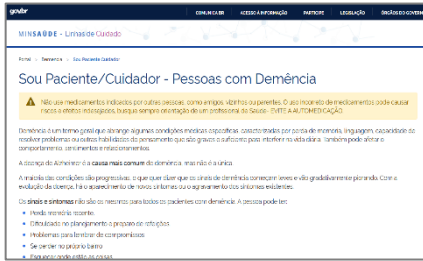 govbr COMUNICA BR ACESSO À INFORMAÇÃO PARTICIPE LEGISLAÇÃO ÓRGÃOS DO GOVERNO
MINSAÚDE - Linhas de Cuidado
Portal > Demência > Sou Paciente/Cuidador
Sou Paciente/Cuidador - Pessoas com Demência
Não use medicamentos indicados por outras pessoas, como amigos, vizinhos ou parentes. O uso incorreto de medicamentos pode causar
riscos e efeitos indesejados, busque sempre orientação de um profissional de Saúde - EVITE A AUTOMEDICAÇÃO
Demência é um termo geral que abrange algumas condições médicas específicas, caracterizadas por perda de memória, linguagem, capacidade de
resolver problemas ou outras habilidades de pensamento que são graves o suficiente para interferir na vida diária. Também pode afetar o
comportamento, sentimentos e relacionamentos.
A doença de Alzheimer é a causa mais comum de demência, mas não é a única.
A maioria das condições são progressivas, o que quer dizer que os sinais de demência começam leves e vão gradativamente piorando. Com a
evolução da doença, há o aparecimento de novos sintomas ou o agravamento dos sintomas existentes.
Os sinais e sintomas não são os mesmos para todos os pacientes com demência. A pessoa pode ter:
Perda memória recente.
Dificuldade no planejamento e preparo de refeições
Problemas para lembrar de compromissos
Se perder no próprio bairro
Esquecer onde estão as coisas